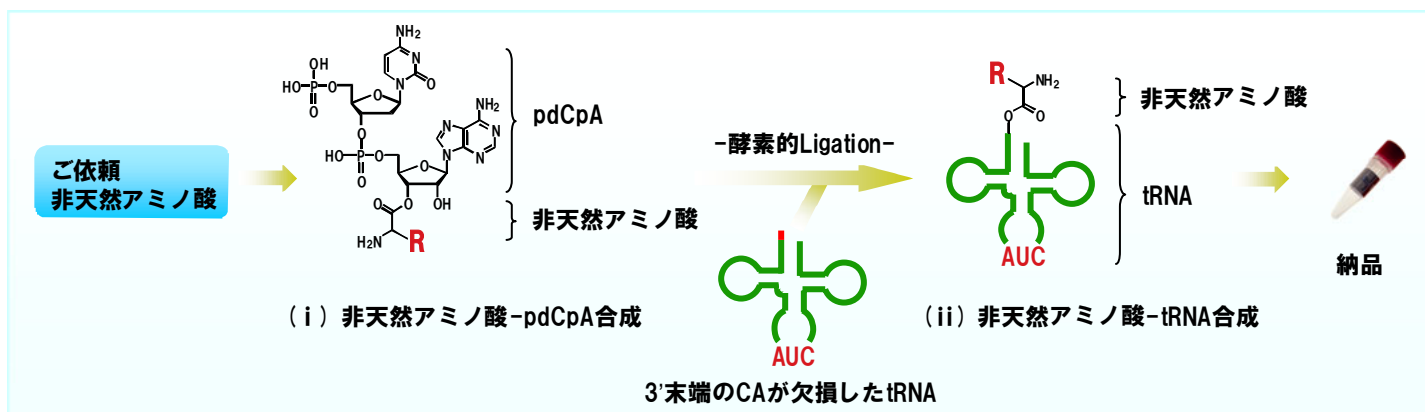 ご依頼
非天然アミノ酸
NH₂
N
N
O
OH
HO
P
O
O
O
O
NH₂
N
N
N
N
O
HO
P
O
O
O
O
OH
O
H₂N
R
pdCpA
非天然アミノ酸
(ⅰ) 非天然アミノ酸-pdCpA合成
-酵素的Ligation-
AUC
3’末端のCAが欠損したtRNA
R
NH₂
O
O
非天然アミノ酸
tRNA
AUC
(ii) 非天然アミノ酸-tRNA合成
納品